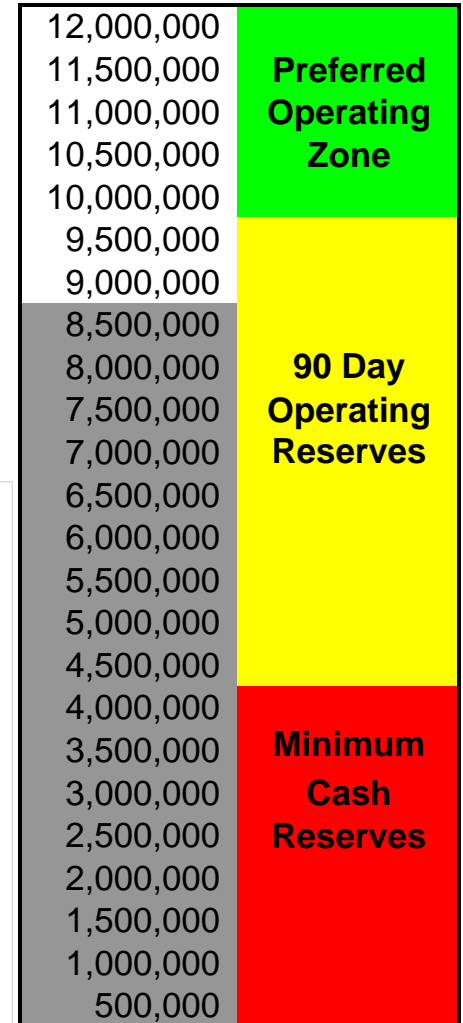 12,000,000
11,500,000 Preferred
11,000,000 Operating
10,500,000 Zone
10,000,000
9,500,000
9,000,000
8,500,000
8,000,000 90 Day
7,500,000 Operating
7,000,000 Reserves
6,500,000
6,000,000
5,500,000
5,000,000
4,500,000
4,000,000
3,500,000 Minimum
3,000,000 Cash
2,500,000 Reserves
2,000,000
1,500,000
1,000,000
500,000